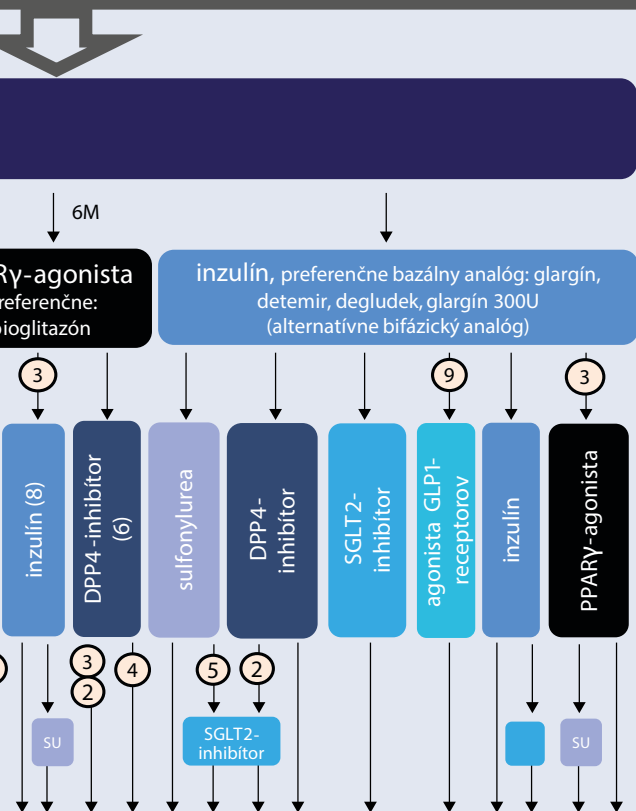 6M
Rγ-agonista
referenčne:
pioglitazón
inzulín, preferenčne bazálny analóg: glargín,
detemir, degludek, glargín 300U
(alternatívne bifázický analóg)
3
9
3
inzulín (8)
DPP4-inhibítor
(6)
sulfonylurea
DPP4-
inhibítor
SGLT2-
inhibítor
agonista GLP1-
receptorov
inzulín
PPARγ-agonista
3
2
4
5
2
SU
SGLT2-
inhibítor
SU